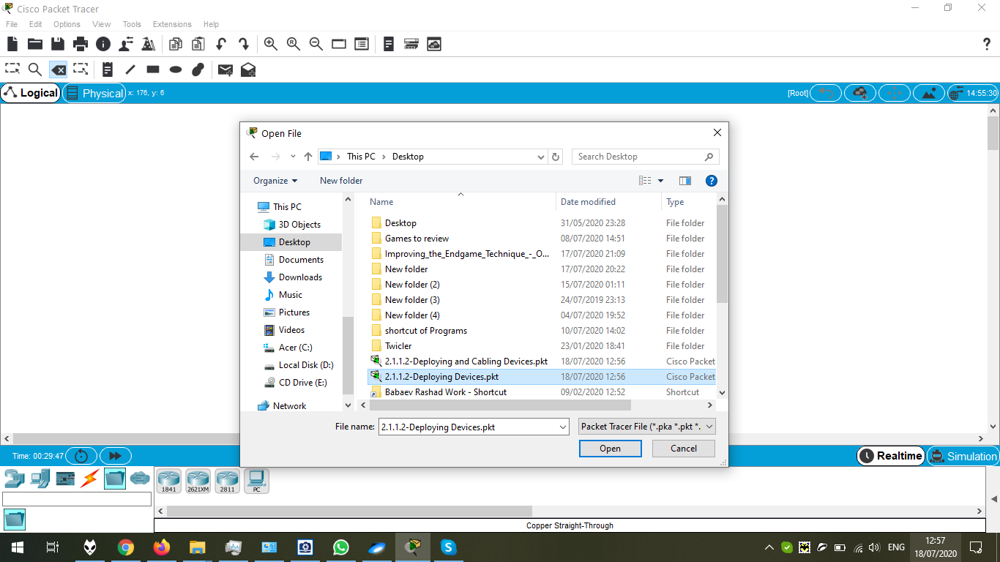 Cisco Packet Tracer
File Edit Options View Tools Extensions Help
Logical Physical x: 176, y: 6 [Root] 14:55:30
Open File
This PC Desktop Search Desktop
Organize New folder
Name Date modified Type
This PC
3D Objects
Desktop
Documents
Downloads
Music
Pictures
Videos
Acer (C:)
Local Disk (D:)
CD Drive (E:)
Network
Desktop 31/05/2020 23:28 File folder
Games to review 08/07/2020 14:51 File folder
Improving_the_Endgame_Technique_-_O... 17/07/2020 21:09 File folder
New folder 17/07/2020 20:22 File folder
New folder (2) 15/07/2020 01:11 File folder
New folder (3) 24/07/2019 23:13 File folder
New folder (4) 04/07/2020 19:52 File folder
shortcut of Programs 10/07/2020 14:02 File folder
Twicler 23/01/2020 18:41 File folder
2.1.1.2-Deploying and Cabling Devices.pkt 18/07/2020 12:56 Cisco Packet
2.1.1.2-Deploying Devices.pkt 18/07/2020 12:56 Cisco Packet
Babaev Rashad Work - Shortcut 09/02/2020 12:52 Shortcut
File name: 2.1.1.2-Deploying Devices.pkt Packet Tracer File (*.pka *.pkt *.
Open Cancel
Time: 00:29:47 Realtime Simulation
1841 2621XM 2811 PC
Copper Straight-Through
ENG 12:57
18/07/2020